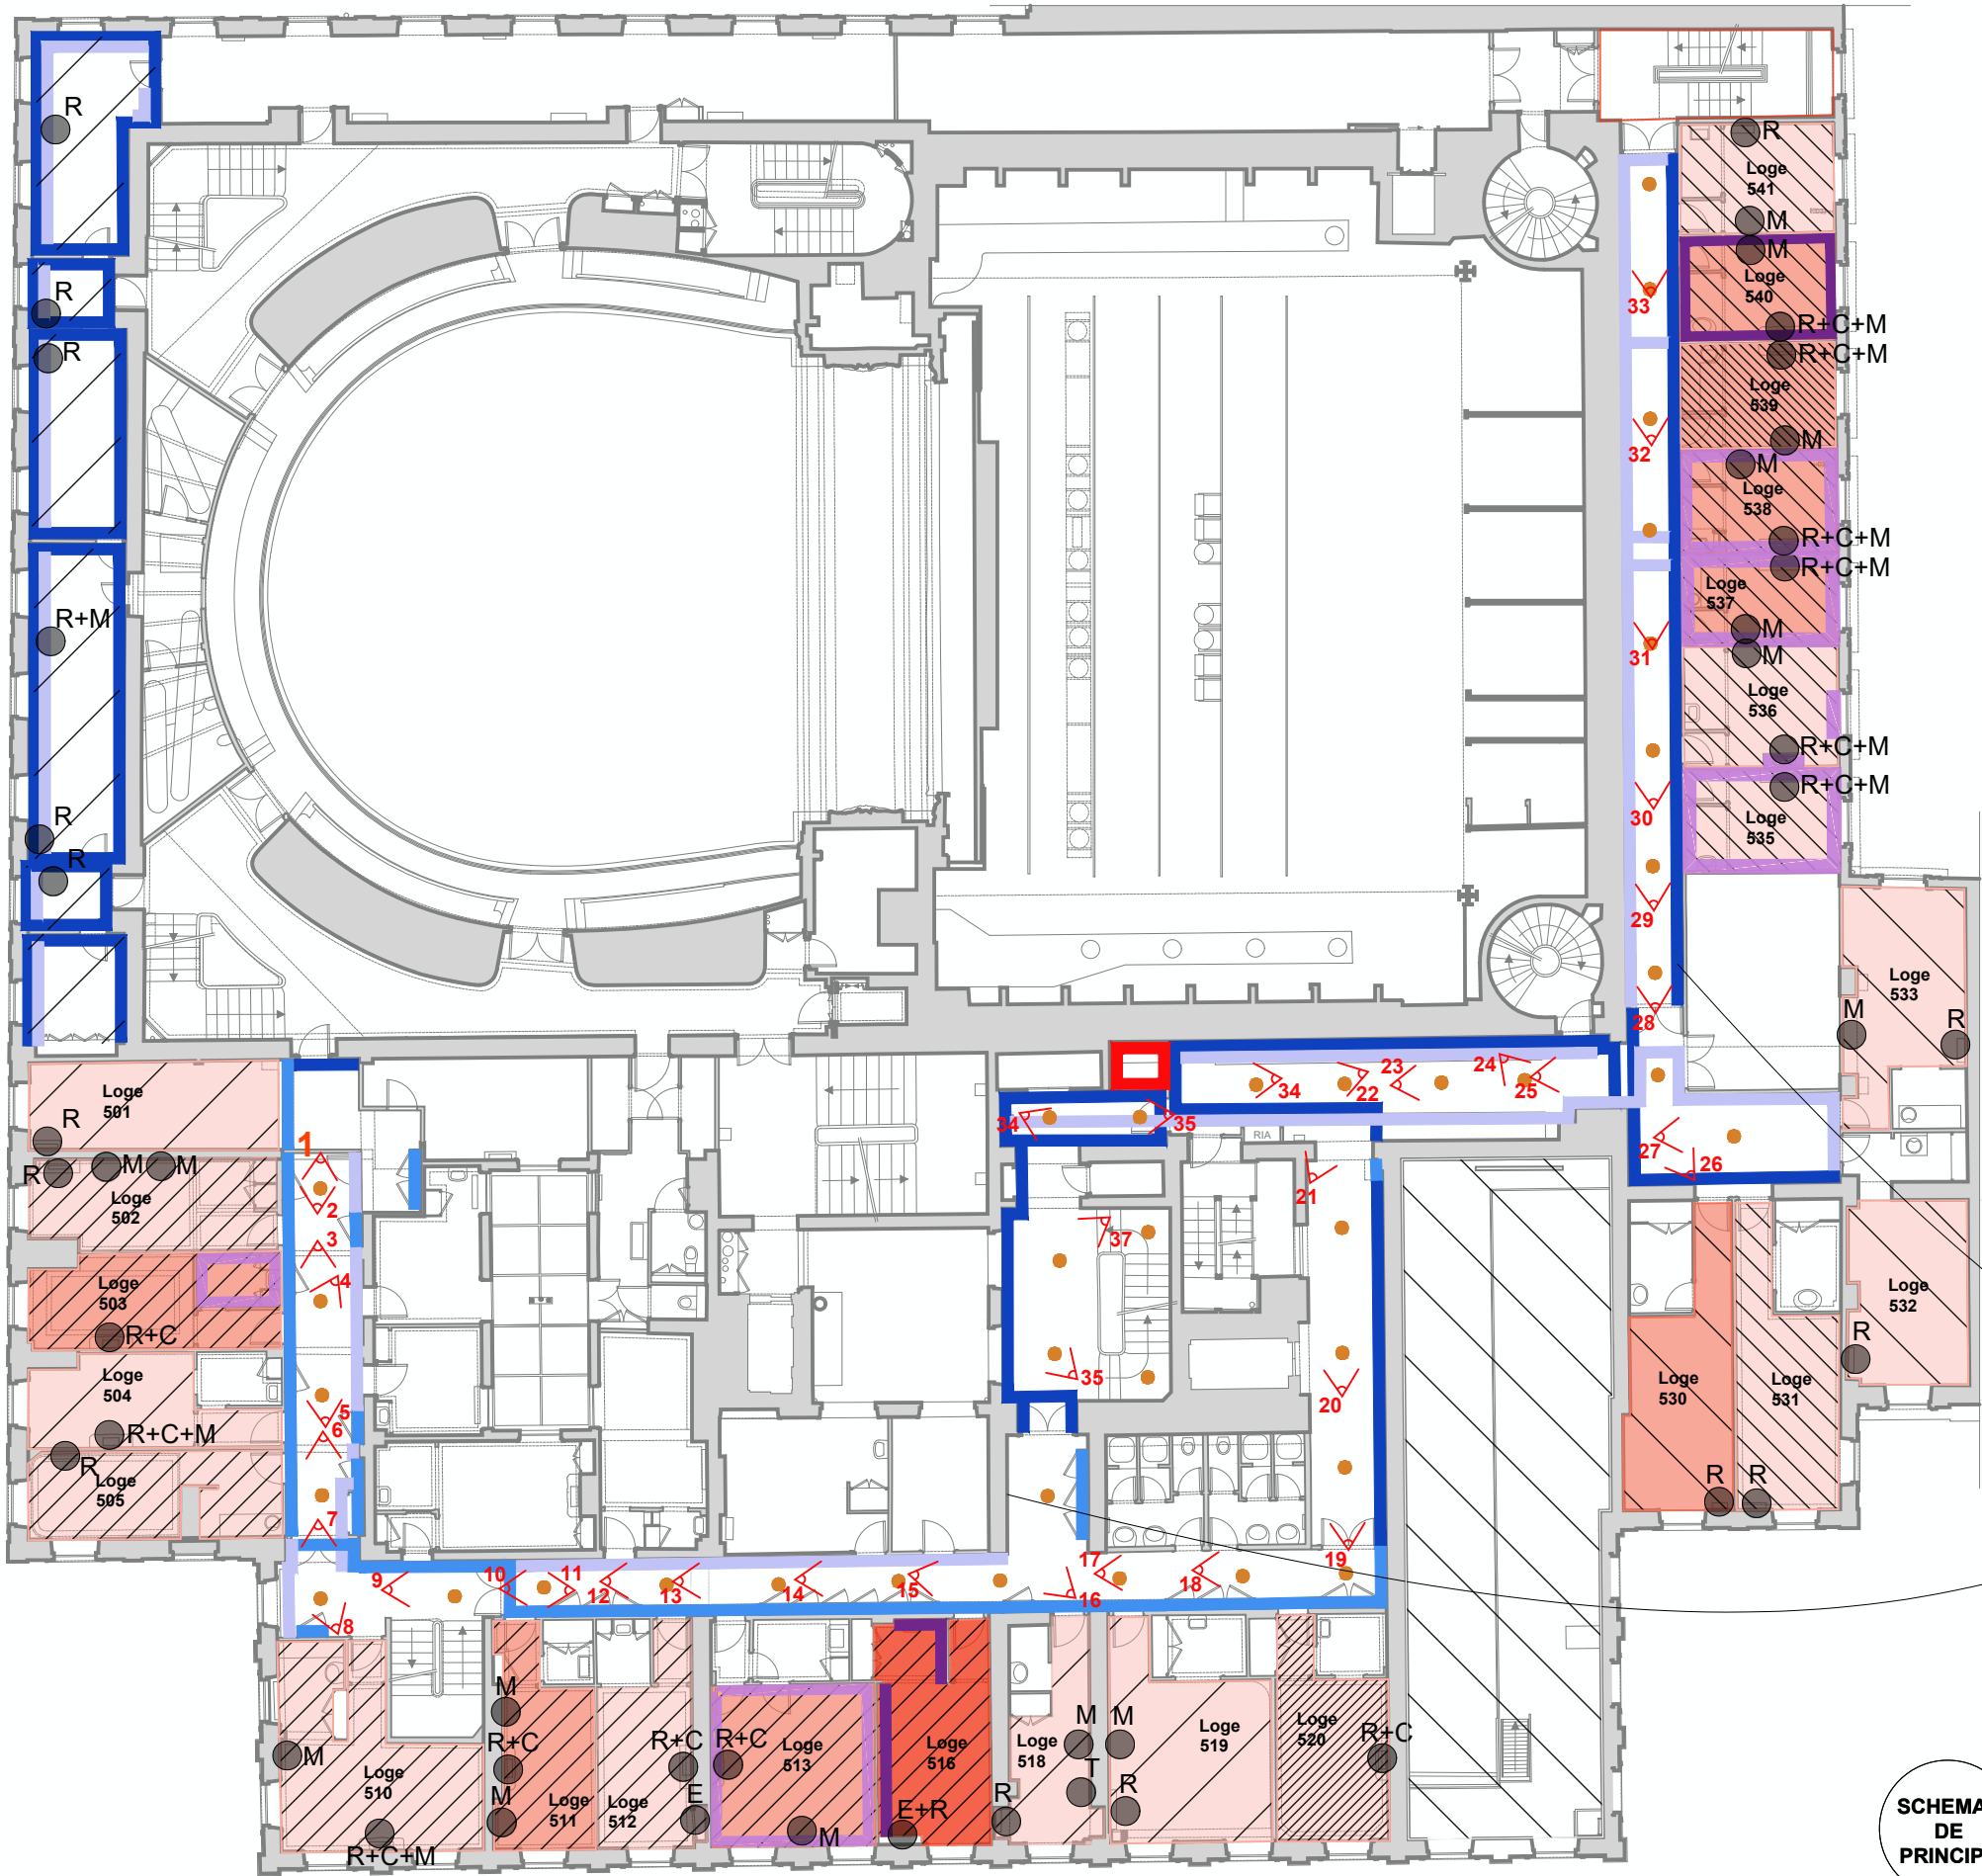 R
R
Loge
541
M
M
Loge
540
R
33
R+C+M
R
R+C+M
Loge
539
M
32
M
Loge
538
R+C+M
R+C+M
Loge
537
R+M
M
31
M
Loge
536
R+C+M
R+C+M
30
Loge
535
R
R
29
Loge
533
M
R
28
24
23
34
22
25
Loge
501
34
35
RIA
R
1
27
26
M
M
R
Loge
502
21
2
3
37
4
Loge
503
Loge
532
R+C
R
Loge
504
35
Loge
530
Loge
531
20
5
R+C+M
6
R
Loge
505
R
R
7
19
17
9
10
11
12
13
14
15
18
16
8
M
R+C
M
Loge
511
R+C
Loge
512
E
R+C
Loge
513
M
Loge
516
E+R
Loge
518
M
T
R
M
Loge
519
R
Loge
520
R+C
M
Loge
510
R+C+M
SCHEMA
DE
PRINCIP